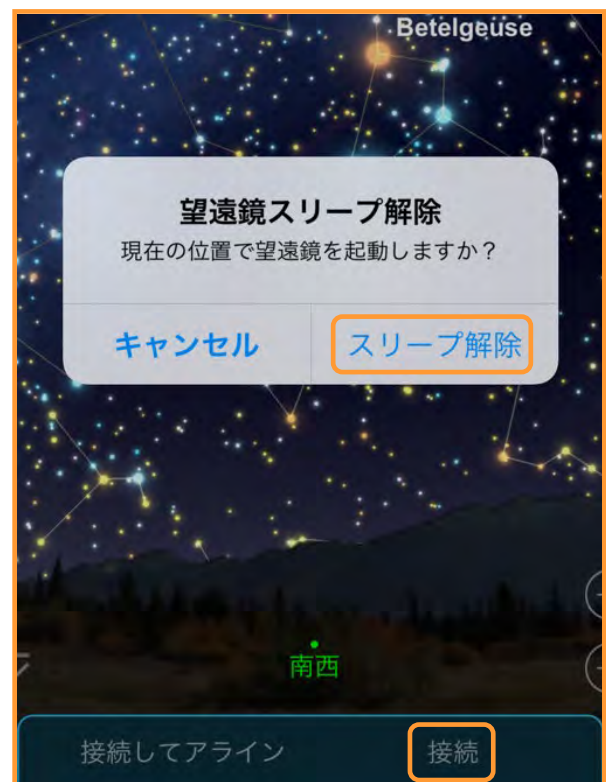 Betelgeuse
望遠鏡スリープ解除
現在の位置で望遠鏡を起動しますか？
キャンセル
スリープ解除
南西
接続してアライン
接続